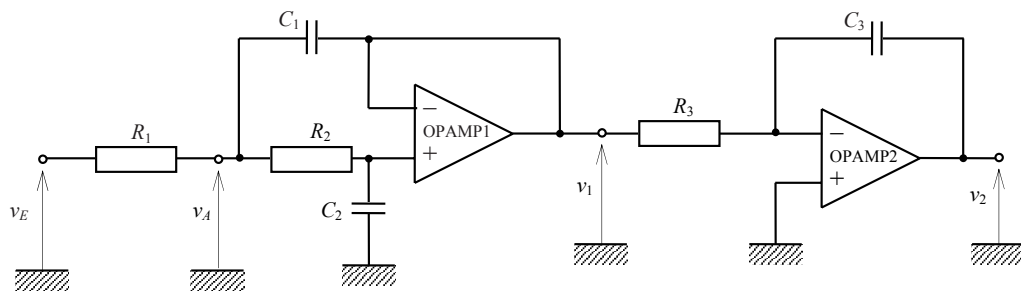 C1
C3
R1
R2
−
OPAMP1
+
R3
−
OPAMP2
+
vE
vA
C2
v1
v2